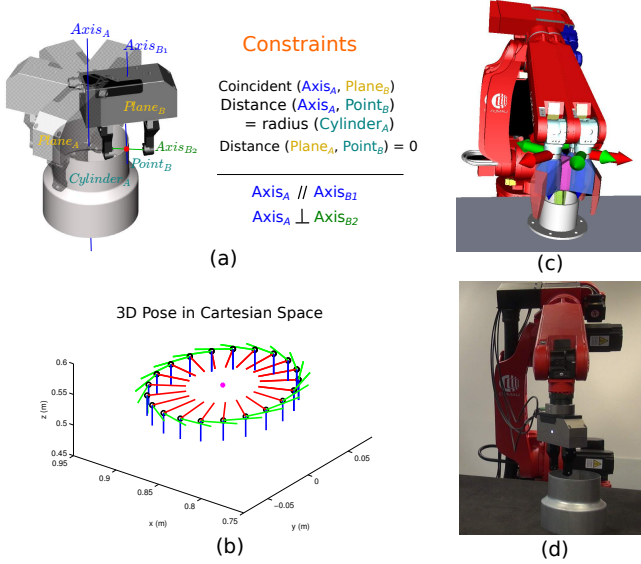 Axis_A
Axis_B1
Plane_B
Plane_A
Axis_B2
Point_B
Cylinder_A
Constraints
Coincident (Axis_A, Plane_B)
Distance (Axis_A, Point_B)
= radius (Cylinder_A)
Distance (Plane_A, Point_B) = 0
Axis_A // Axis_B1
Axis_A ⊥ Axis_B2
(a)
(c)
3D Pose in Cartesian Space
0.6
0.55
0.5
0.45
z (m)
0.95
0.9
0.85
0.8
0.75
x (m)
−0.05
0
0.05
y (m)
(b)
(d)